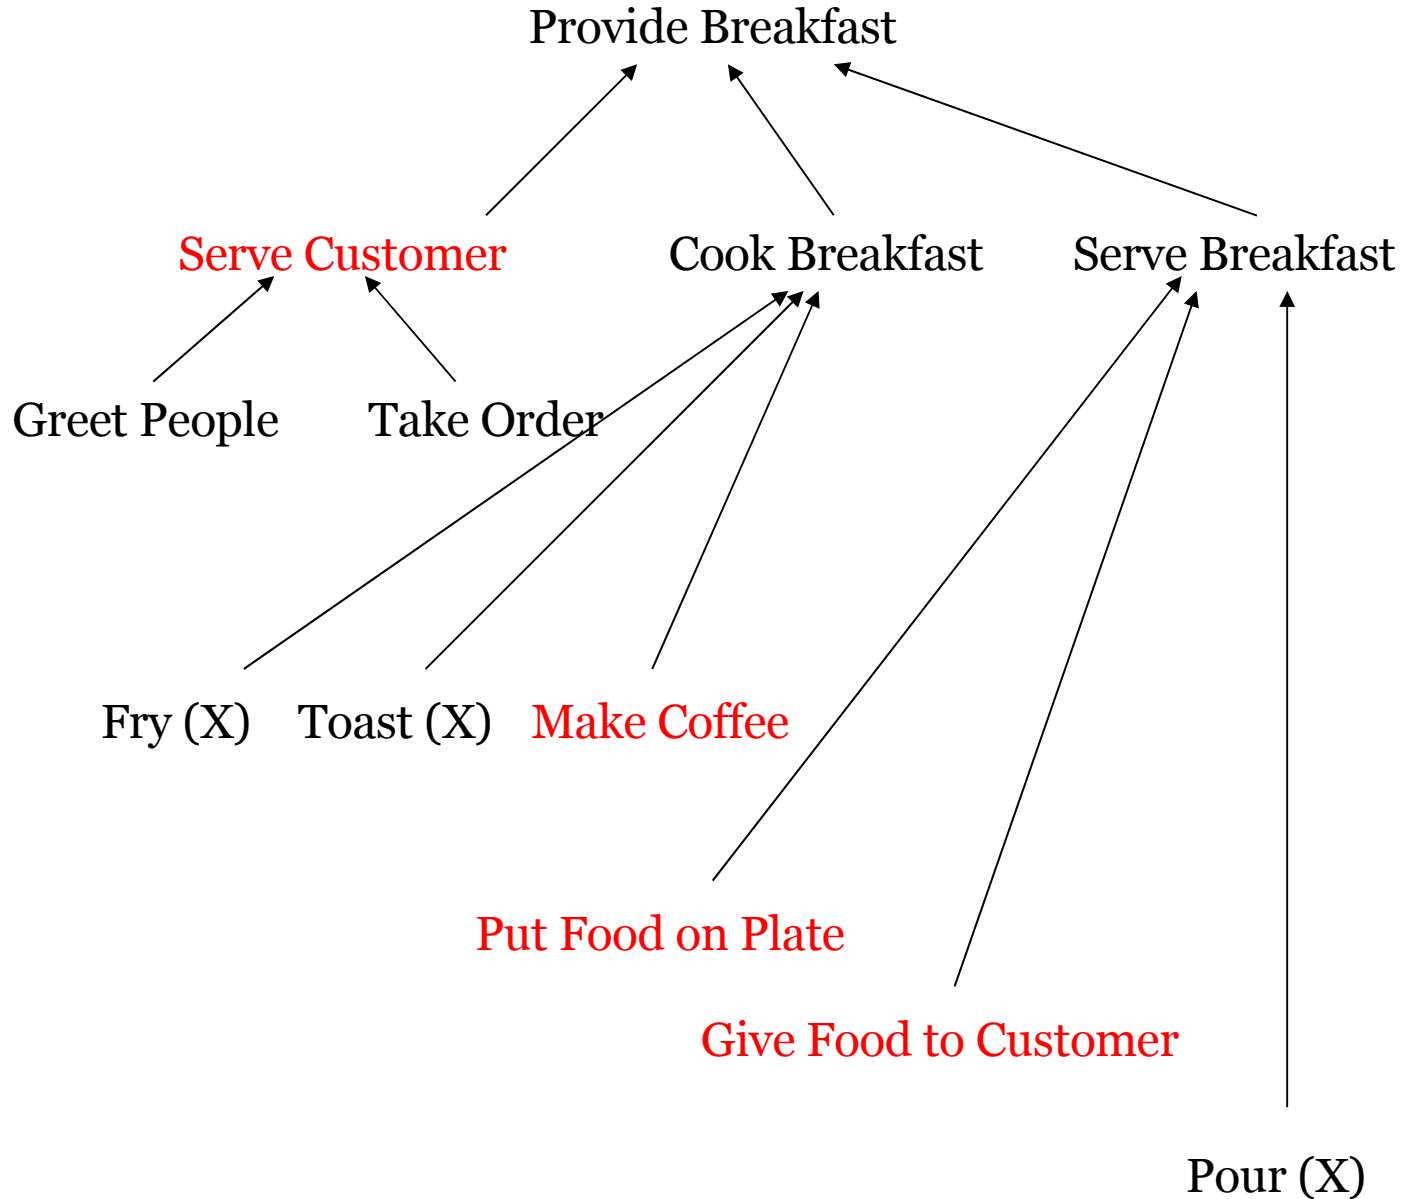 Provide Breakfast
Serve Customer
Cook Breakfast
Serve Breakfast
Greet People
Take Order
Fry (X)
Toast (X)
Make Coffee
Put Food on Plate
Give Food to Customer
Pour (X)